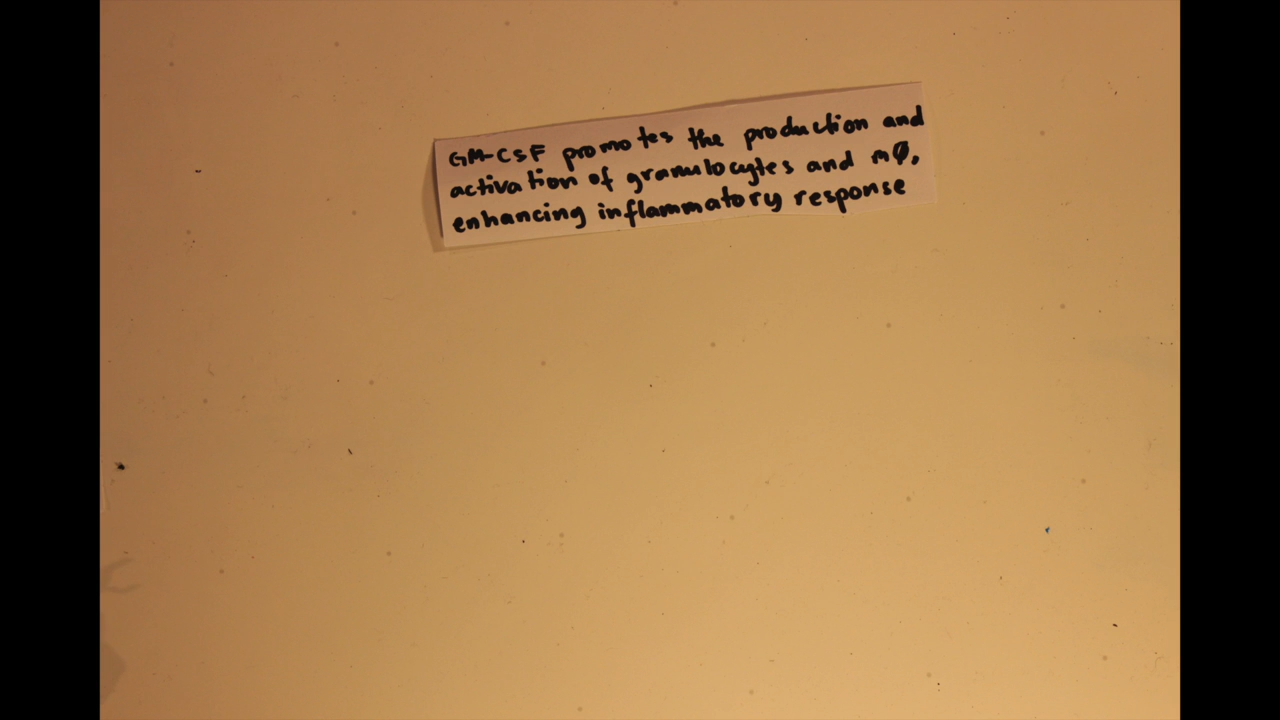 GM-CSF promotes the production and
activation of granulocytes and mØ,
enhancing inflammatory response